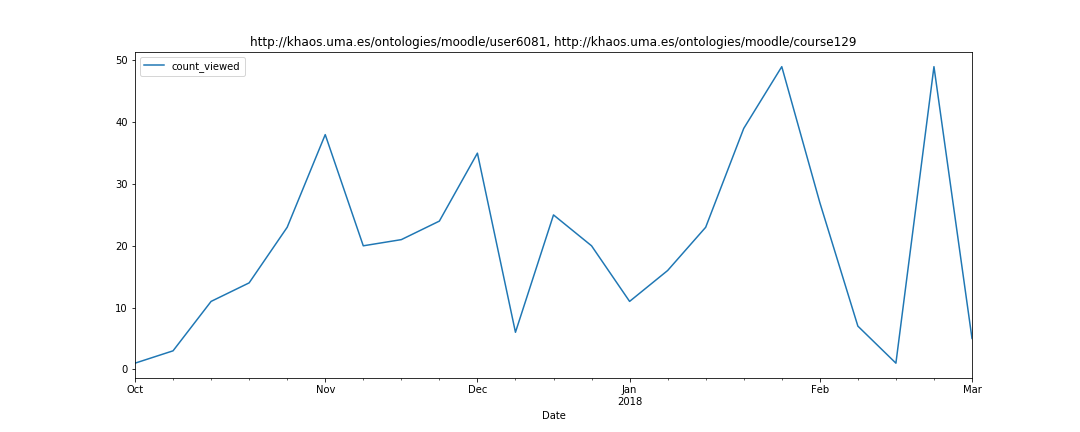 http://khaos.uma.es/ontologies/moodle/user6081, http://khaos.uma.es/ontologies/moodle/course129
count_viewed
50
40
30
20
10
0
Oct Nov Dec Jan Feb Mar
2018
Date